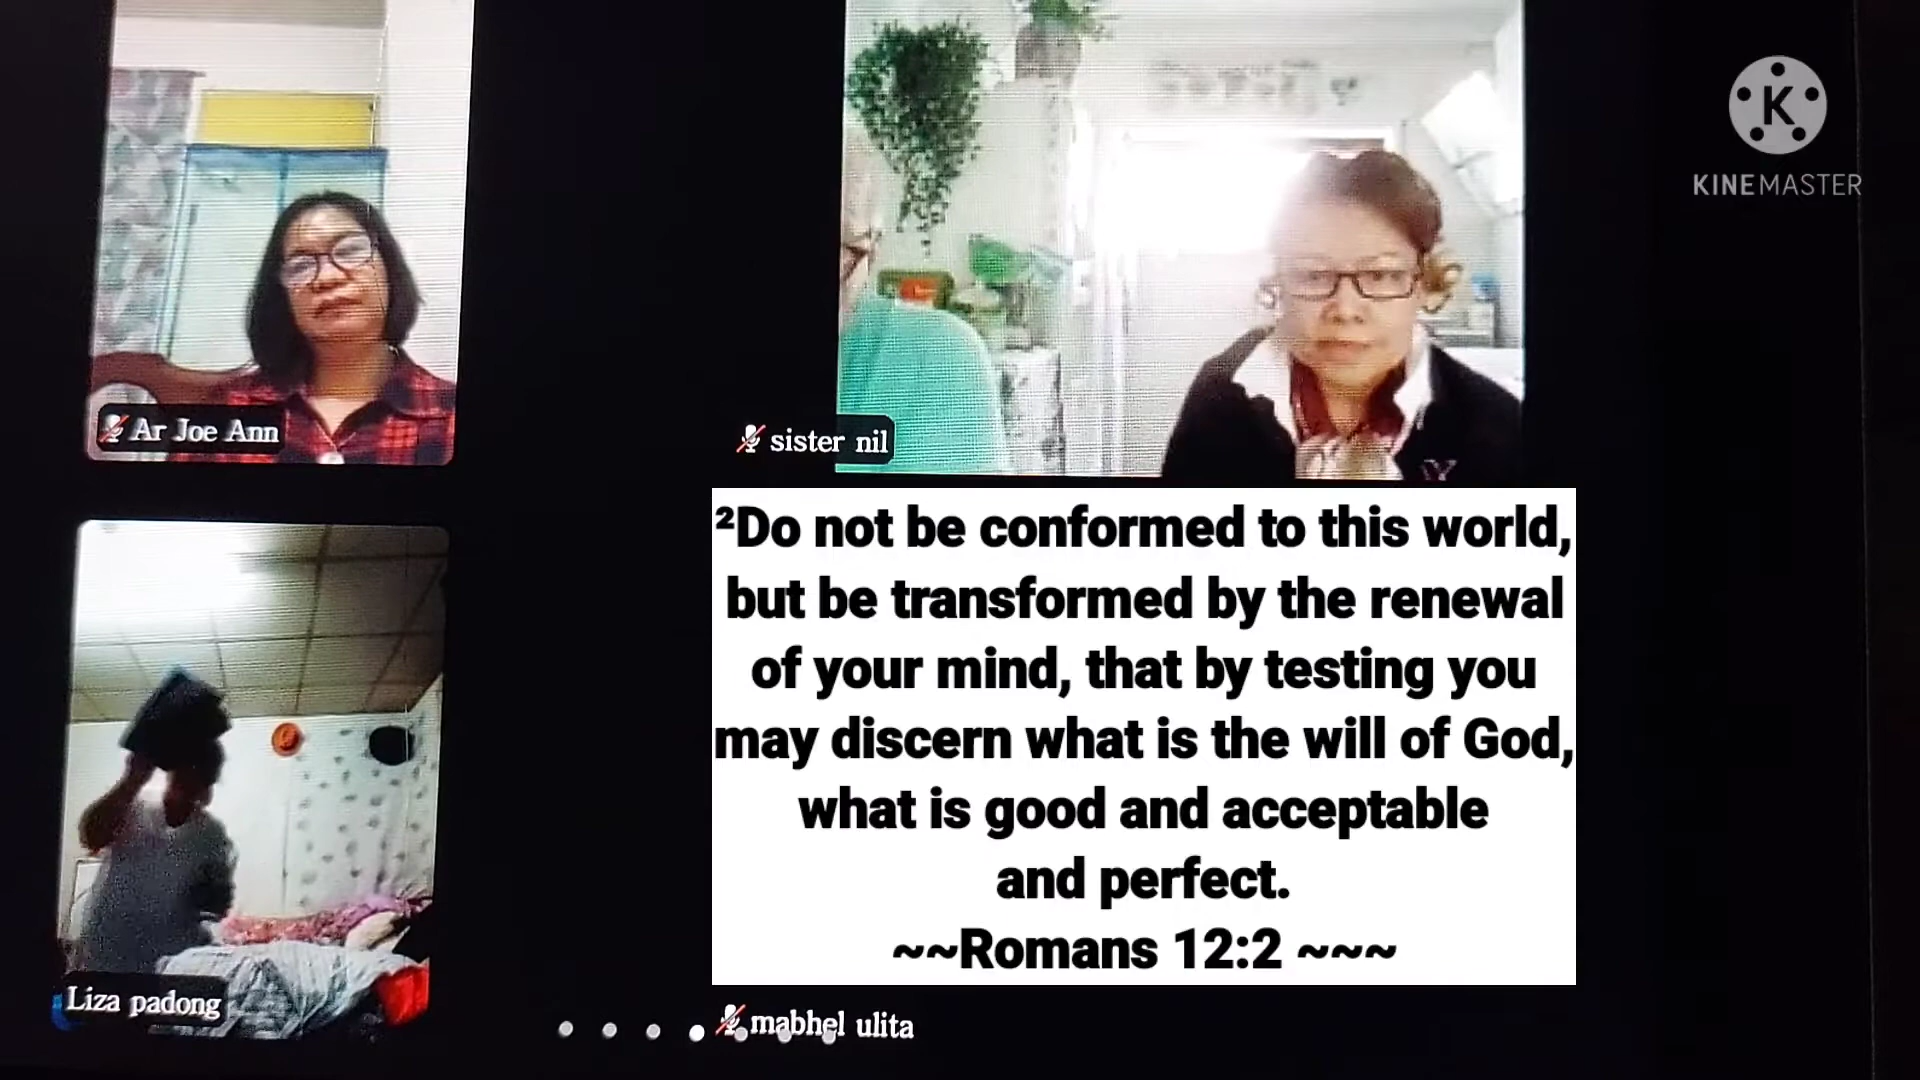 KINEMASTER
Ar Joe Ann
sister nil
²Do not be conformed to this world,
but be transformed by the renewal
of your mind, that by testing you
may discern what is the will of God,
what is good and acceptable
and perfect.
~~Romans 12:2 ~~~
Liza padong
mabhel ulita